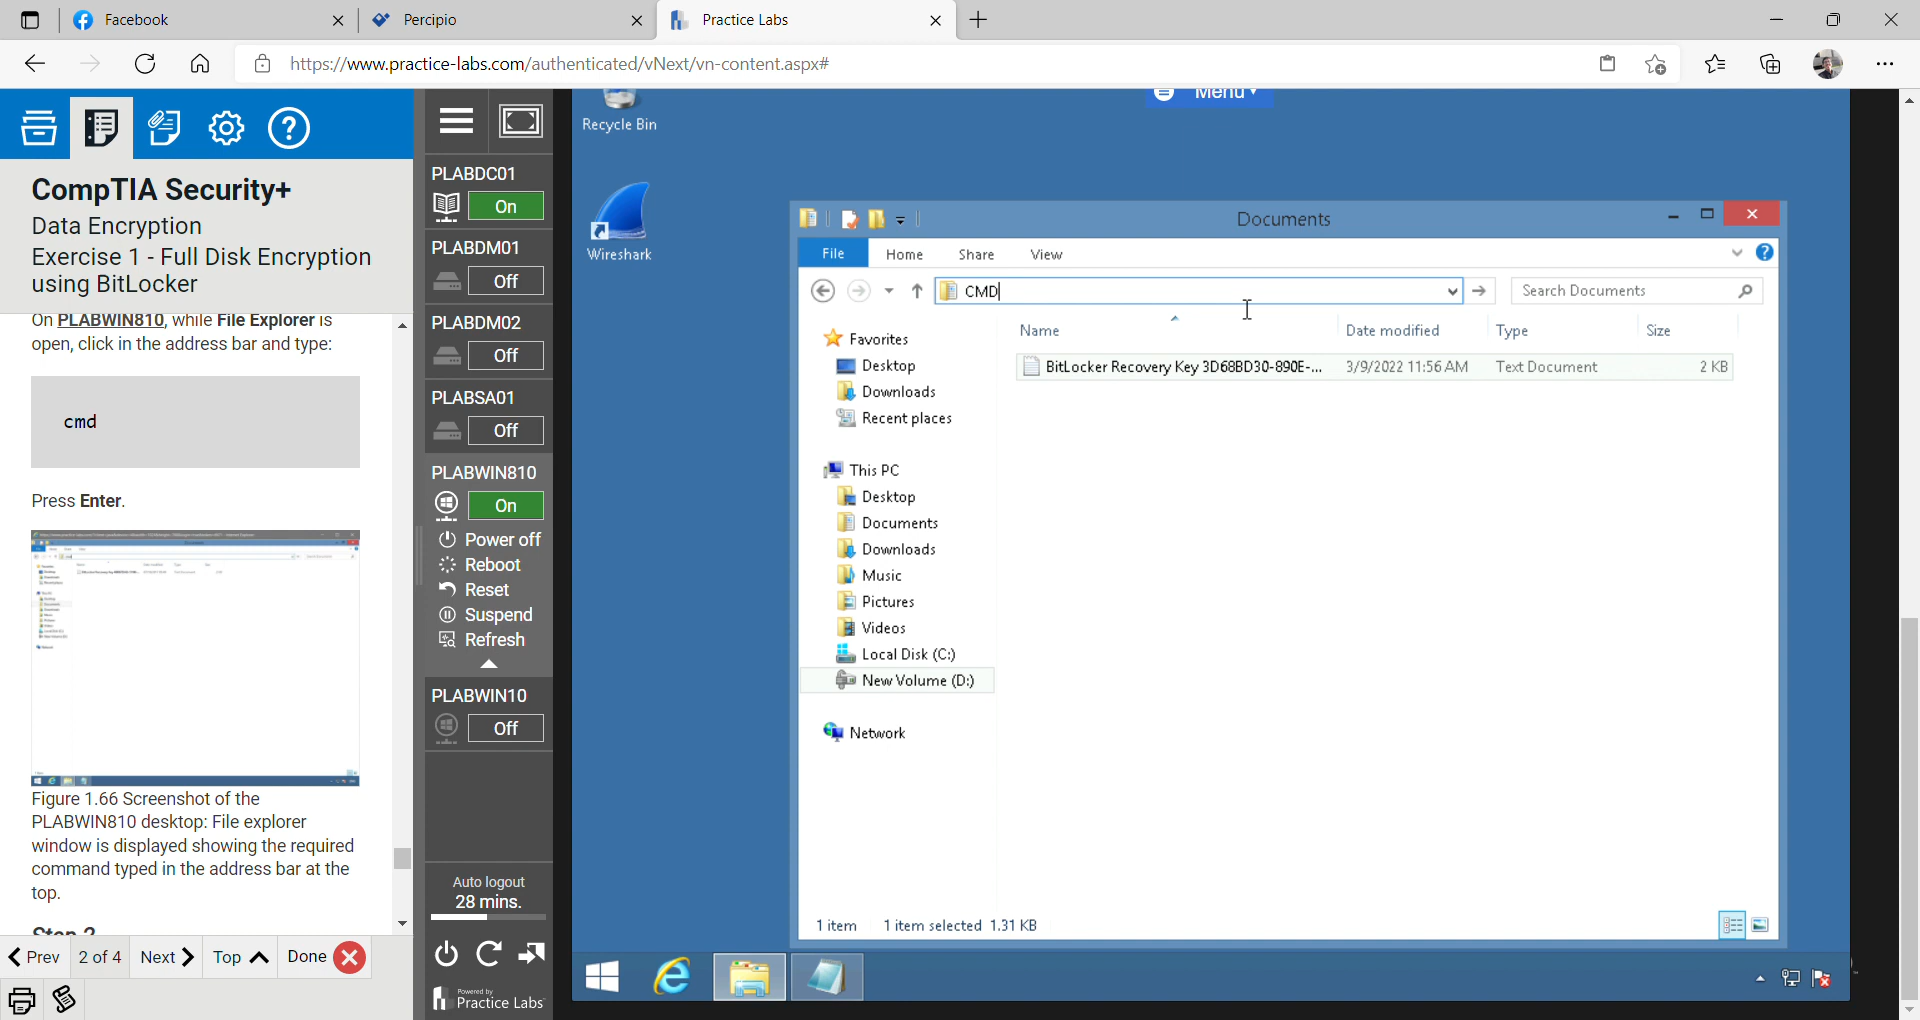 Facebook
Percipio
Practice Labs
https://www.practice-labs.com/authenticated/vNext/vn-content.aspx#
CompTIA Security+
Data Encryption
Exercise 1 - Full Disk Encryption
using BitLocker
On PLABWIN810, while File Explorer is
open, click in the address bar and type:
cmd
Press Enter.
Figure 1.66 Screenshot of the
PLABWIN810 desktop: File explorer
window is displayed showing the required
command typed in the address bar at the
top.
Prev
2 of 4
Next
Top
Done
PLABDC01
On
PLABDM01
Off
PLABDM02
Off
PLABSA01
Off
PLABWIN810
On
Power off
Reboot
Reset
Suspend
Refresh
PLABWIN10
Off
Auto logout
28 mins.
Powered by
Practice Labs
Recycle Bin
Menu
Wireshark
Documents
File Home Share View
CMD
Search Documents
Name Date modified Type Size
BitLocker Recovery Key 3D68BD30-890E-... 3/9/2022 11:56 AM Text Document 2 KB
Favorites
Desktop
Downloads
Recent places
This PC
Desktop
Documents
Downloads
Music
Pictures
Videos
Local Disk (C:)
New Volume (D:)
Network
1 item 1 item selected 1.31 KB